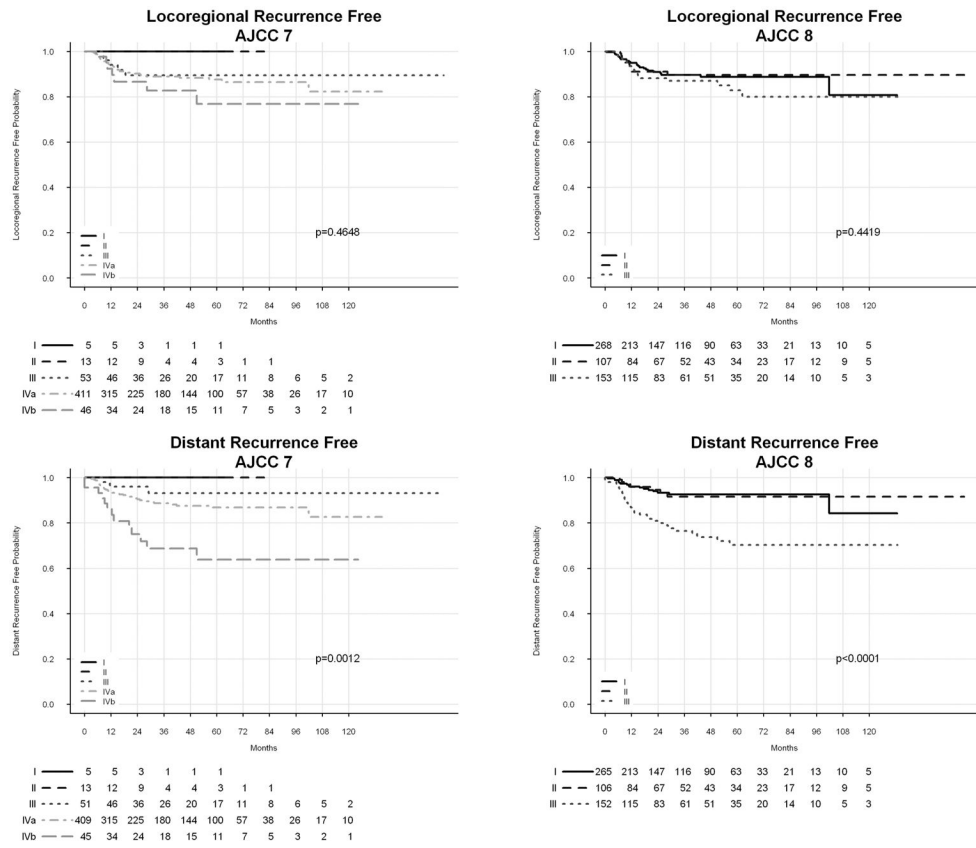 Locoregional Recurrence Free
AJCC 7
Locoregional Recurrence Free Probability
1.0
0.8
0.6
0.4
0.2
0.0
p=0.4648
I
II
III
IVa
IVb
0 12 24 36 48 60 72 84 96 108 120
Months
I 5 5 3 1 1 1
II 13 12 9 4 4 3 1 1
III 53 46 36 26 20 17 11 8 6 5 2
IVa 411 315 225 180 144 100 57 38 26 17 10
IVb 46 34 24 18 15 11 7 5 3 2 1
Locoregional Recurrence Free
AJCC 8
Locoregional Recurrence Free Probability
1.0
0.8
0.6
0.4
0.2
0.0
p=0.4419
I
II
III
0 12 24 36 48 60 72 84 96 108 120
Months
I 268 213 147 116 90 63 33 21 13 10 5
II 107 84 67 52 43 34 23 17 12 9 5
III 153 115 83 61 51 35 20 14 10 5 3
Distant Recurrence Free
AJCC 7
Distant Recurrence Free Probability
1.0
0.8
0.6
0.4
0.2
0.0
p=0.0012
I
II
III
IVa
IVb
0 12 24 36 48 60 72 84 96 108 120
Months
I 5 5 3 1 1 1
II 13 12 9 4 4 3 1 1
III 51 46 36 26 20 17 11 8 6 5 2
IVa 409 315 225 180 144 100 57 38 26 17 10
IVb 45 34 24 18 15 11 7 5 3 2 1
Distant Recurrence Free
AJCC 8
Distant Recurrence Free Probability
1.0
0.8
0.6
0.4
0.2
0.0
p<0.0001
I
II
III
0 12 24 36 48 60 72 84 96 108 120
Months
I 265 213 147 116 90 63 33 21 13 10 5
II 106 84 67 52 43 34 23 17 12 9 5
III 152 115 83 61 51 35 20 14 10 5 3